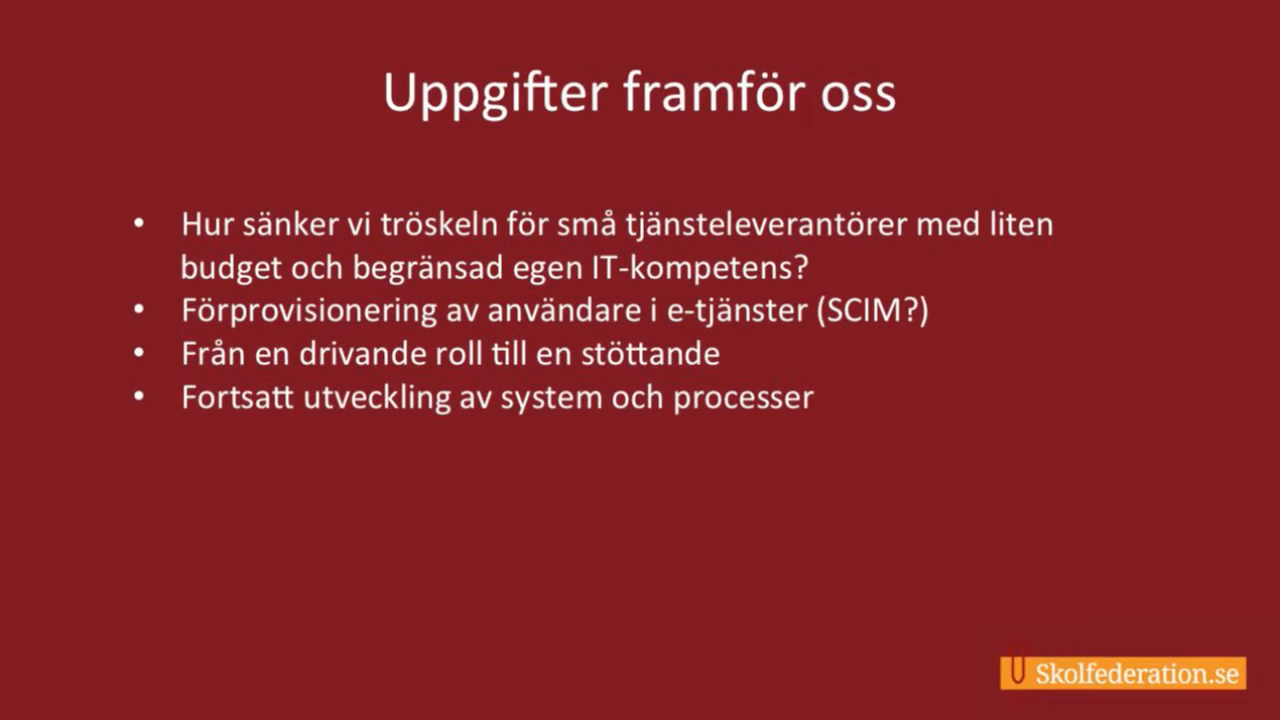 Uppgifter framför oss
• Hur sänker vi tröskeln för små tjänsteleverantörer med liten
budget och begränsad egen IT-kompetens?
• Förprovisionering av användare i e-tjänster (SCIM?)
• Från en drivande roll till en stöttande
• Fortsatt utveckling av system och processer
Skolfederation.se